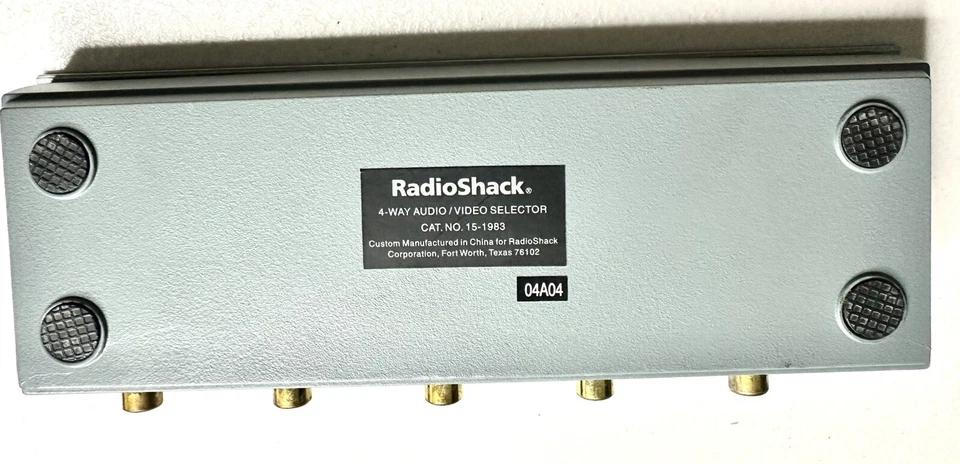 RadioShack®
4-WAY AUDIO/VIDEO SELECTOR
CAT. NO. 15-1983
Custom Manufactured in China for RadioShack
Corporation, Fort Worth, Texas 76102
04A04